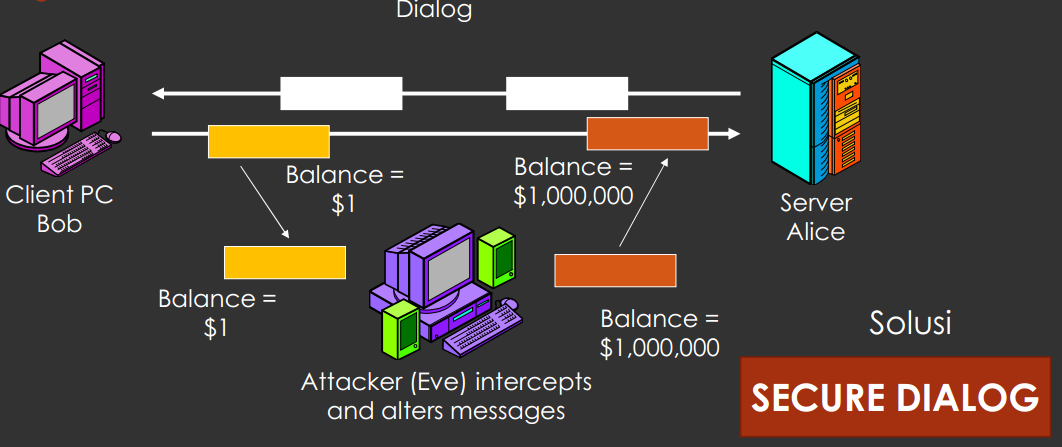 Dialog
Balance =
$1
Balance =
$1,000,000
Client PC
Bob
Server
Alice
Balance =
$1
Balance =
$1,000,000
Attacker (Eve) intercepts
and alters messages
Solusi
SECURE DIALOG